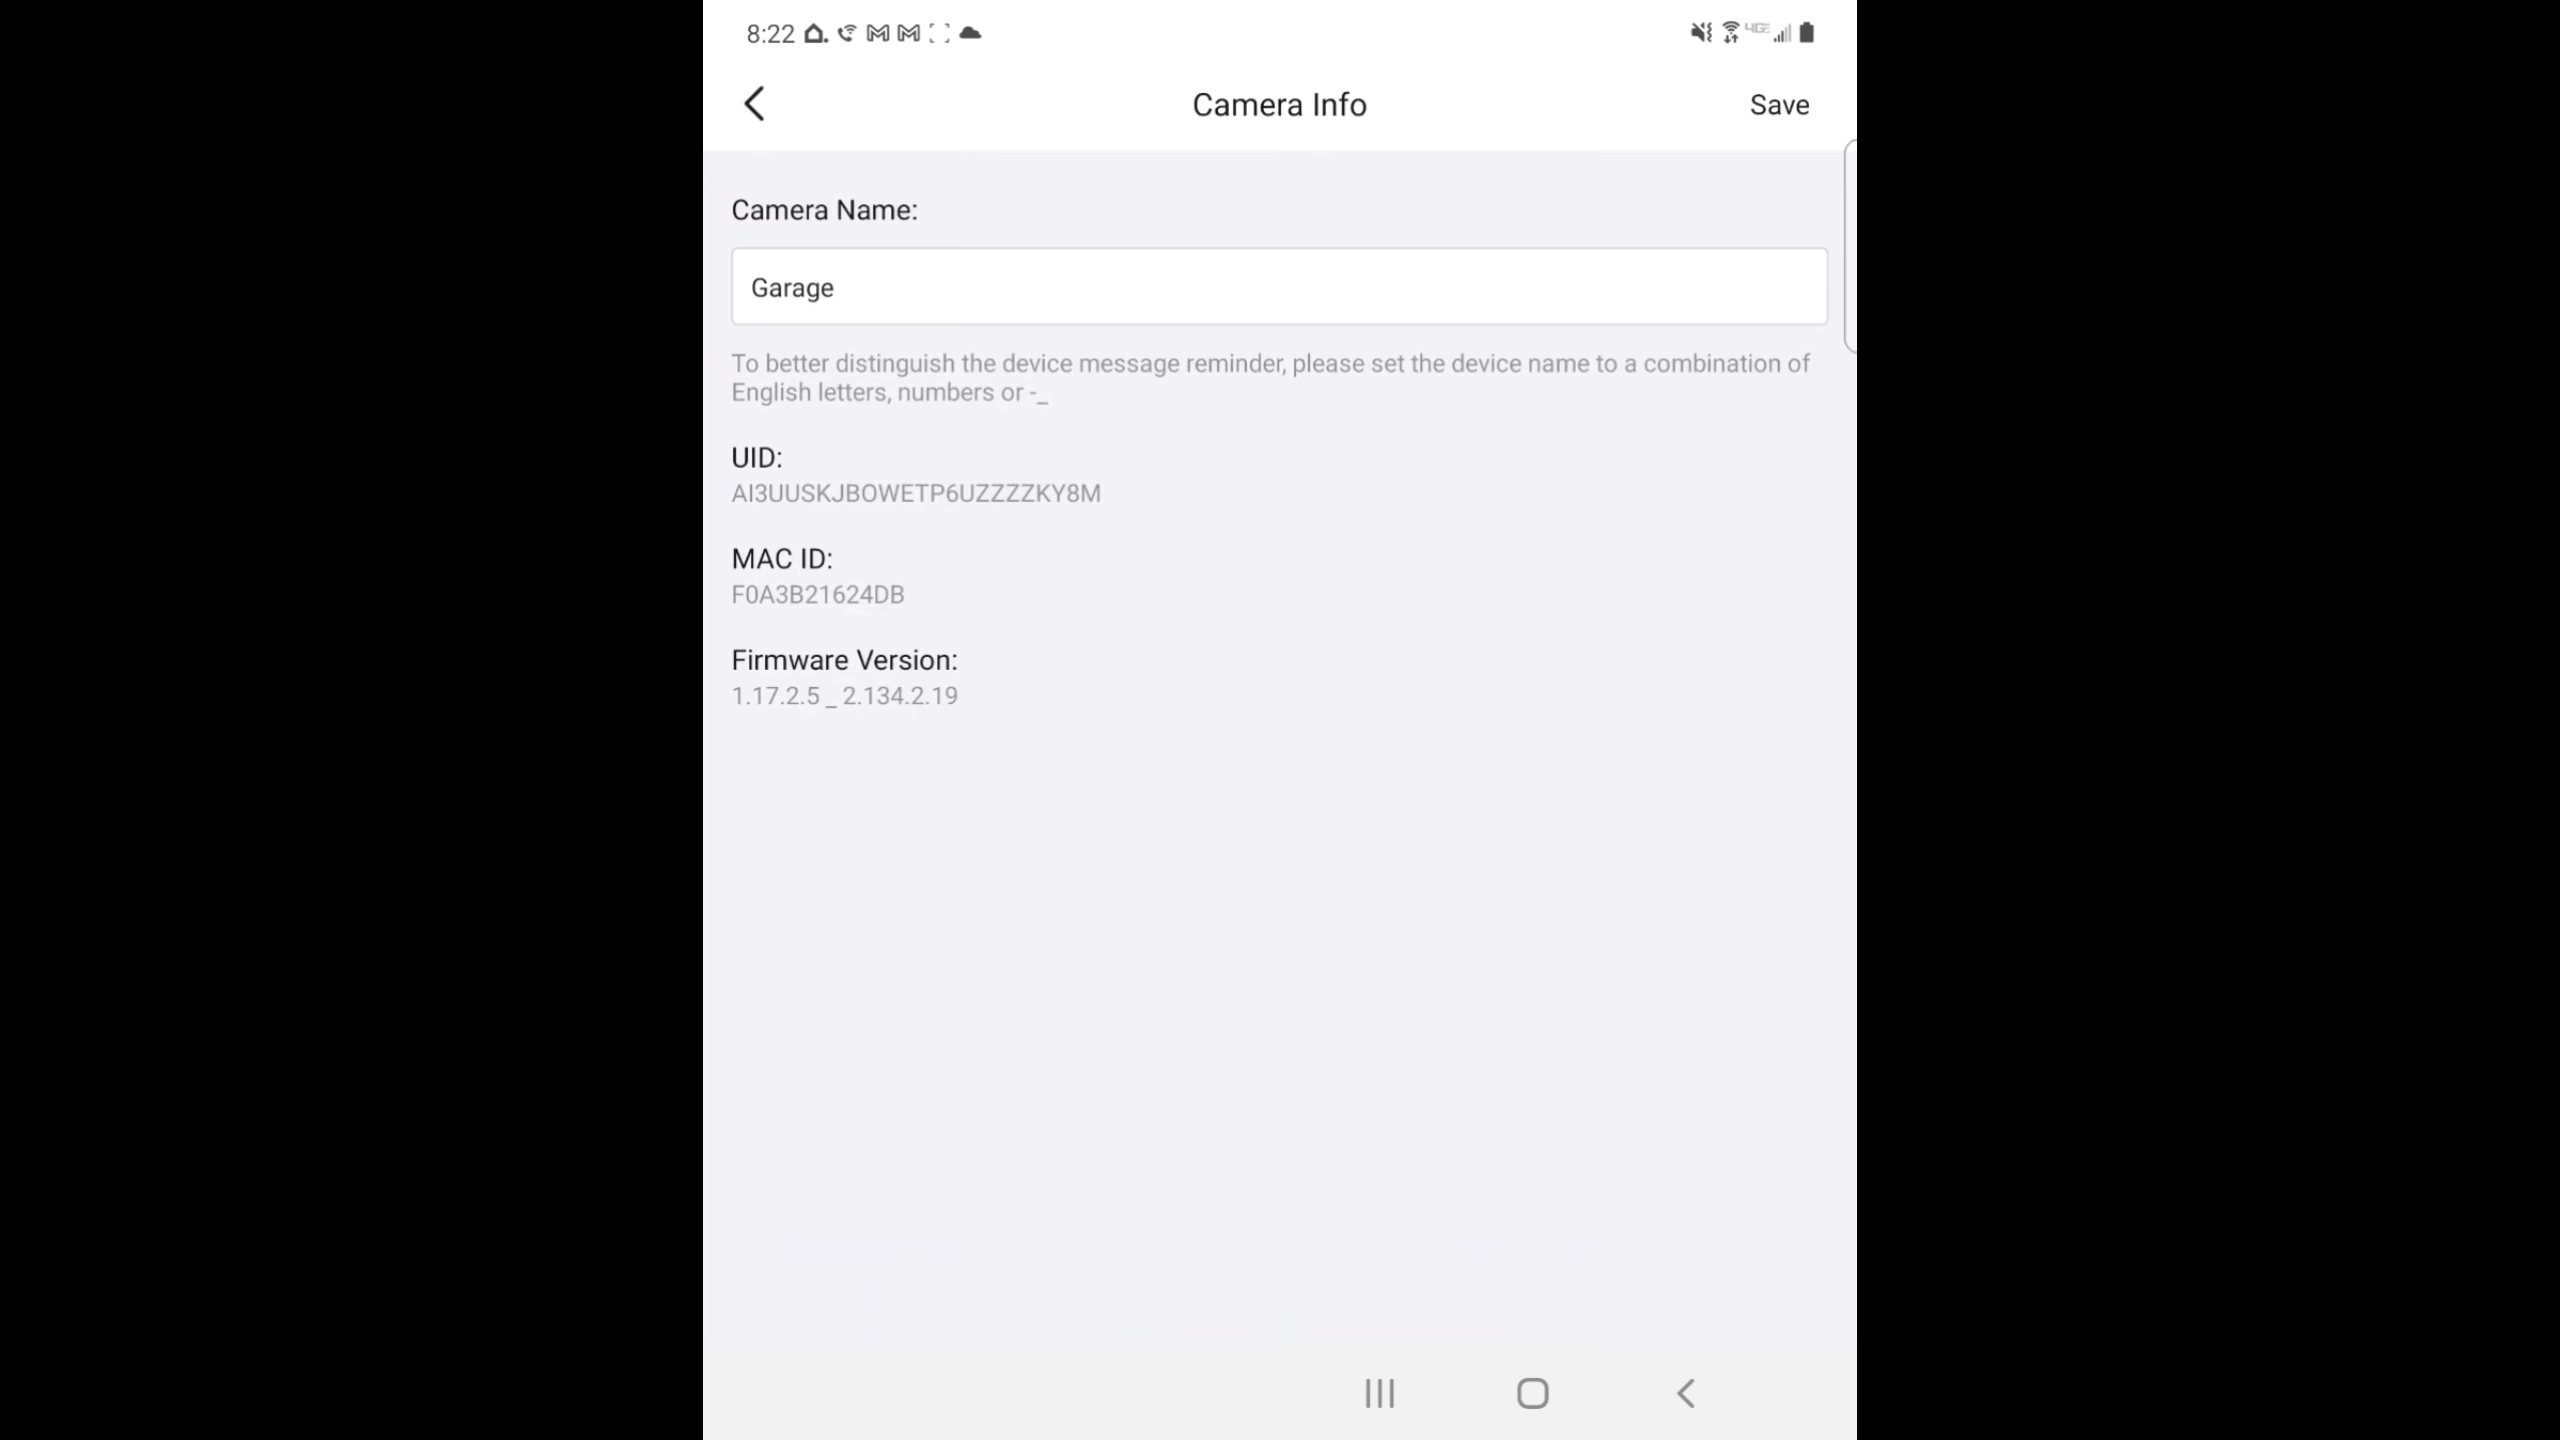 8:22
Camera Info
Save
Camera Name:
Garage
To better distinguish the device message reminder, please set the device name to a combination of
English letters, numbers or -_
UID:
AI3UUSKJBOWETP6UZZZZKY8M
MAC ID:
F0A3B21624DB
Firmware Version:
1.17.2.5 _ 2.134.2.19